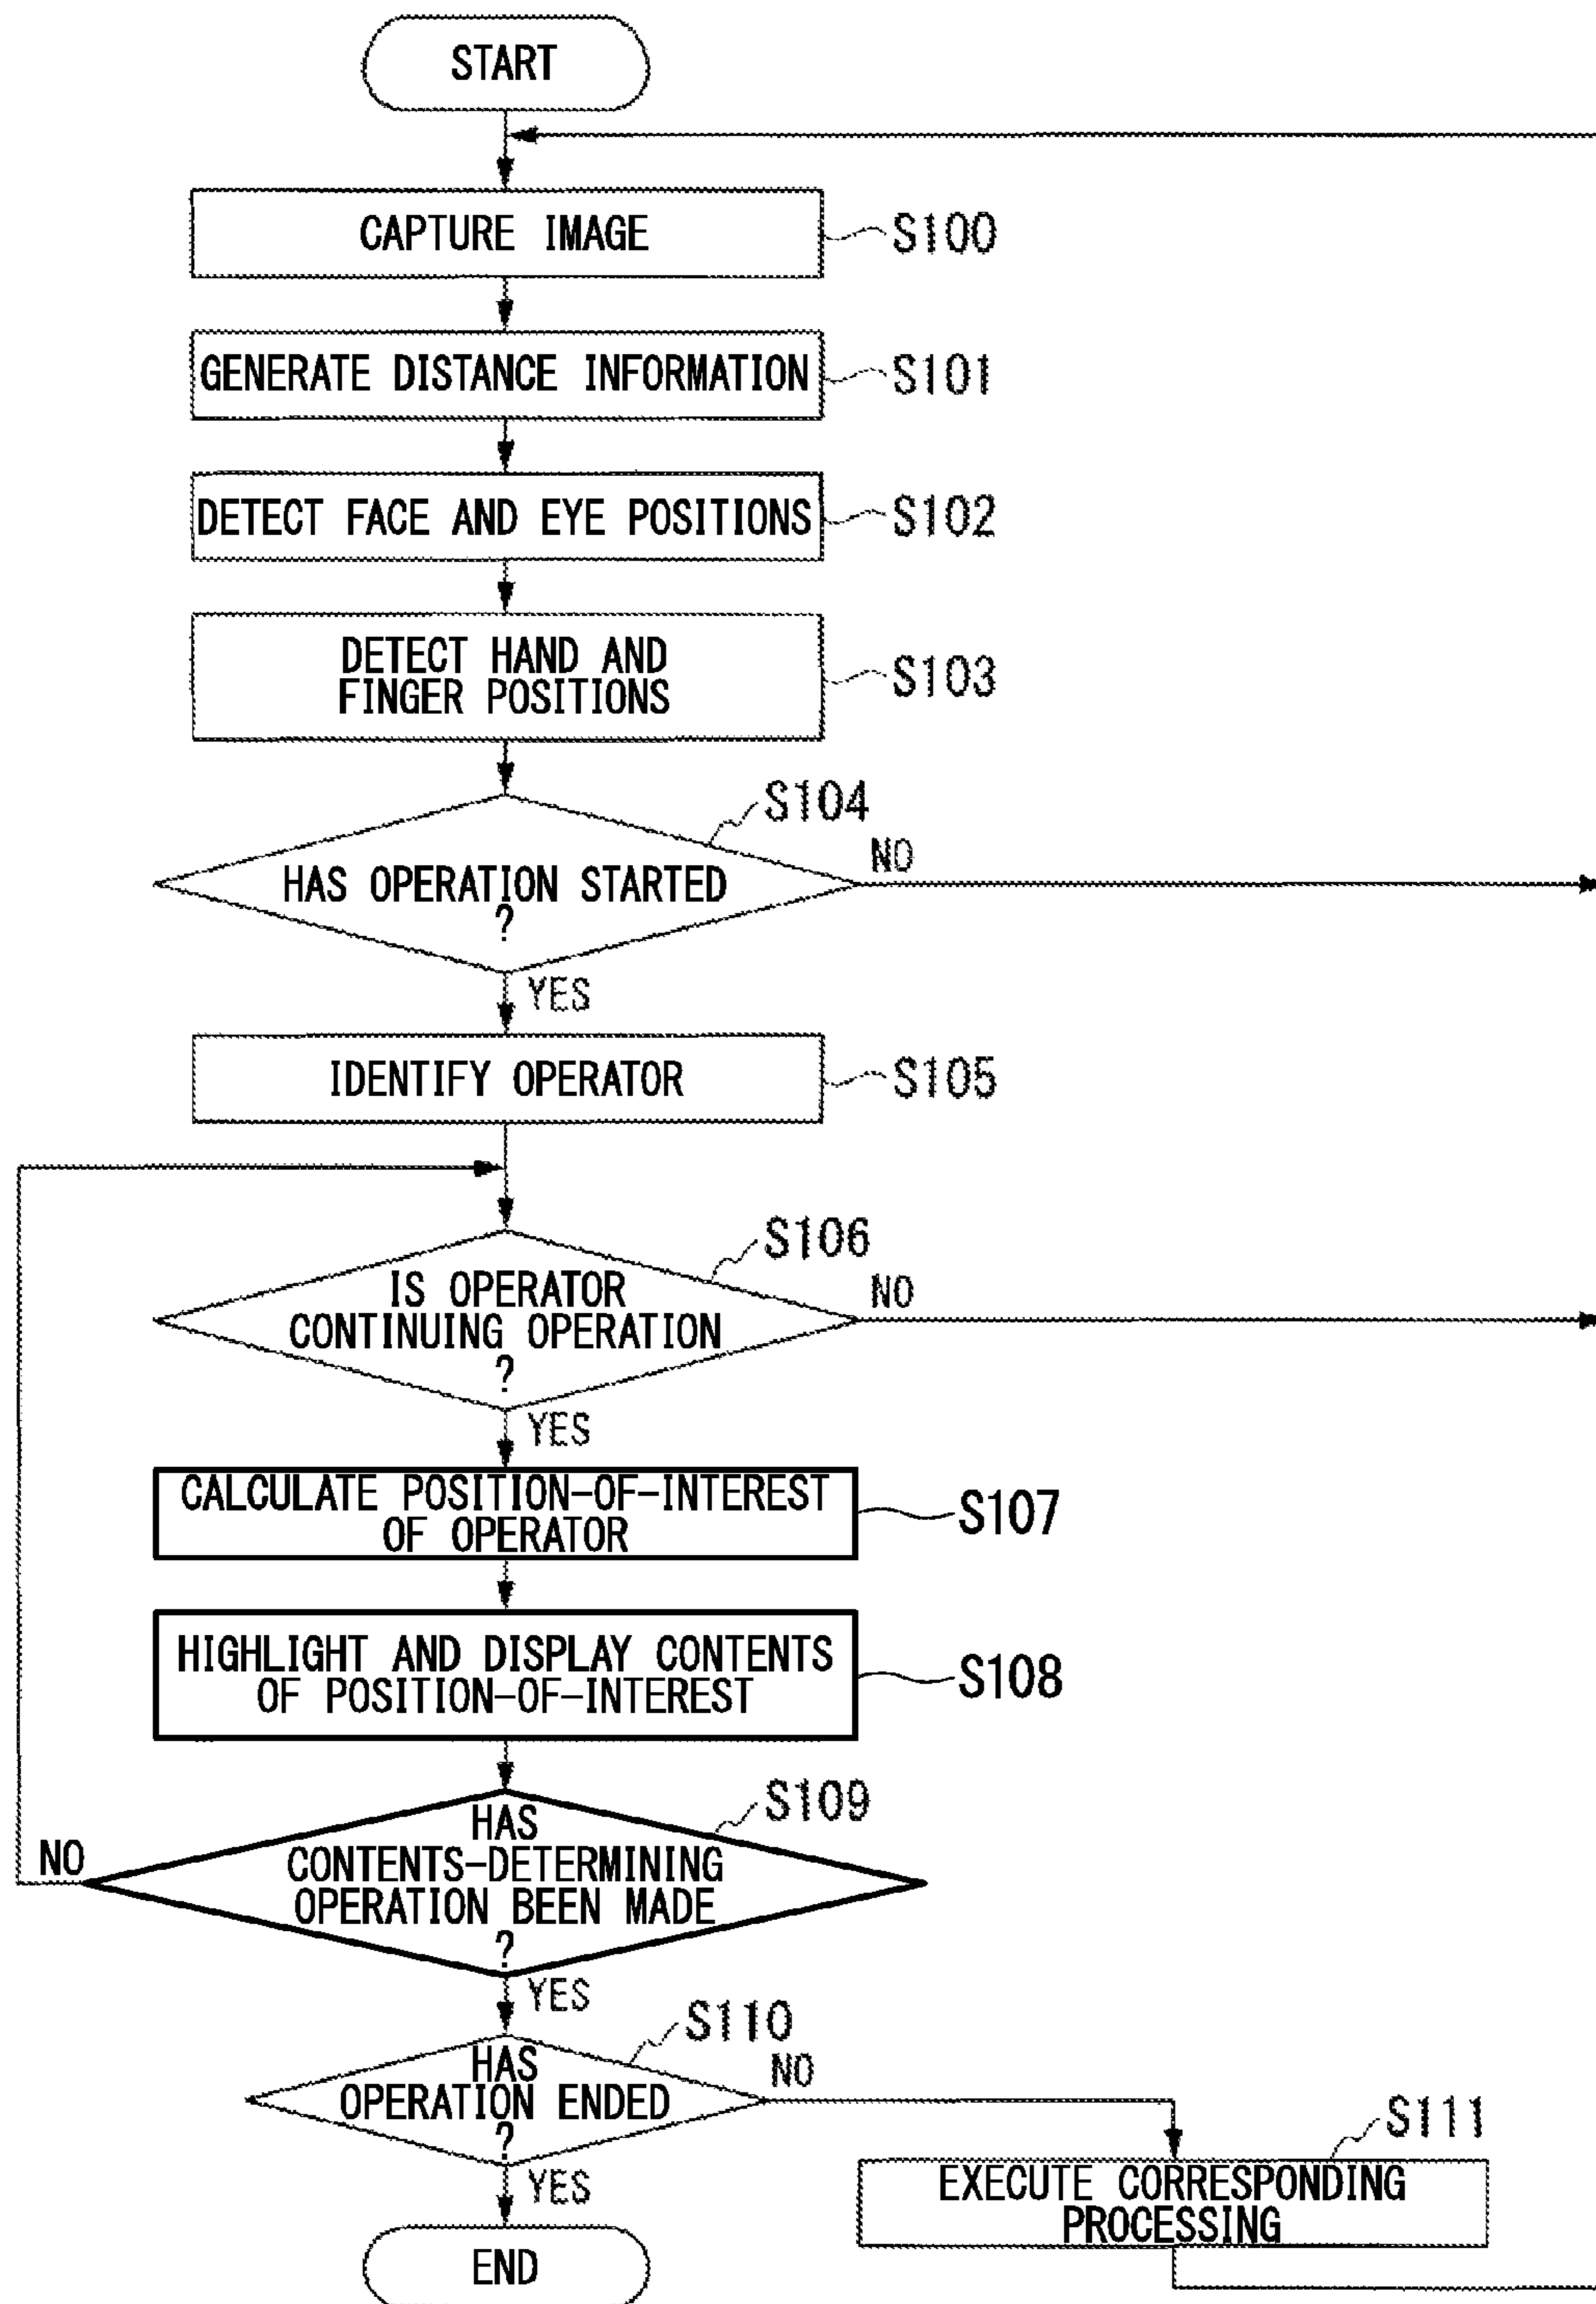 START
CAPTURE IMAGE
S100
GENERATE DISTANCE INFORMATION
S101
DETECT FACE AND EYE POSITIONS
S102
DETECT HAND AND
FINGER POSITIONS
S103
S104
HAS OPERATION STARTED
?
NO
YES
IDENTIFY OPERATOR
S105
S106
IS OPERATOR
CONTINUING OPERATION
?
NO
YES
CALCULATE POSITION-OF-INTEREST
OF OPERATOR
S107
HIGHLIGHT AND DISPLAY CONTENTS
OF POSITION-OF-INTEREST
S108
S109
HAS
CONTENTS-DETERMINING
OPERATION BEEN MADE
?
NO
YES
S110
HAS
OPERATION ENDED
?
NO
YES
S111
EXECUTE CORRESPONDING
PROCESSING
END